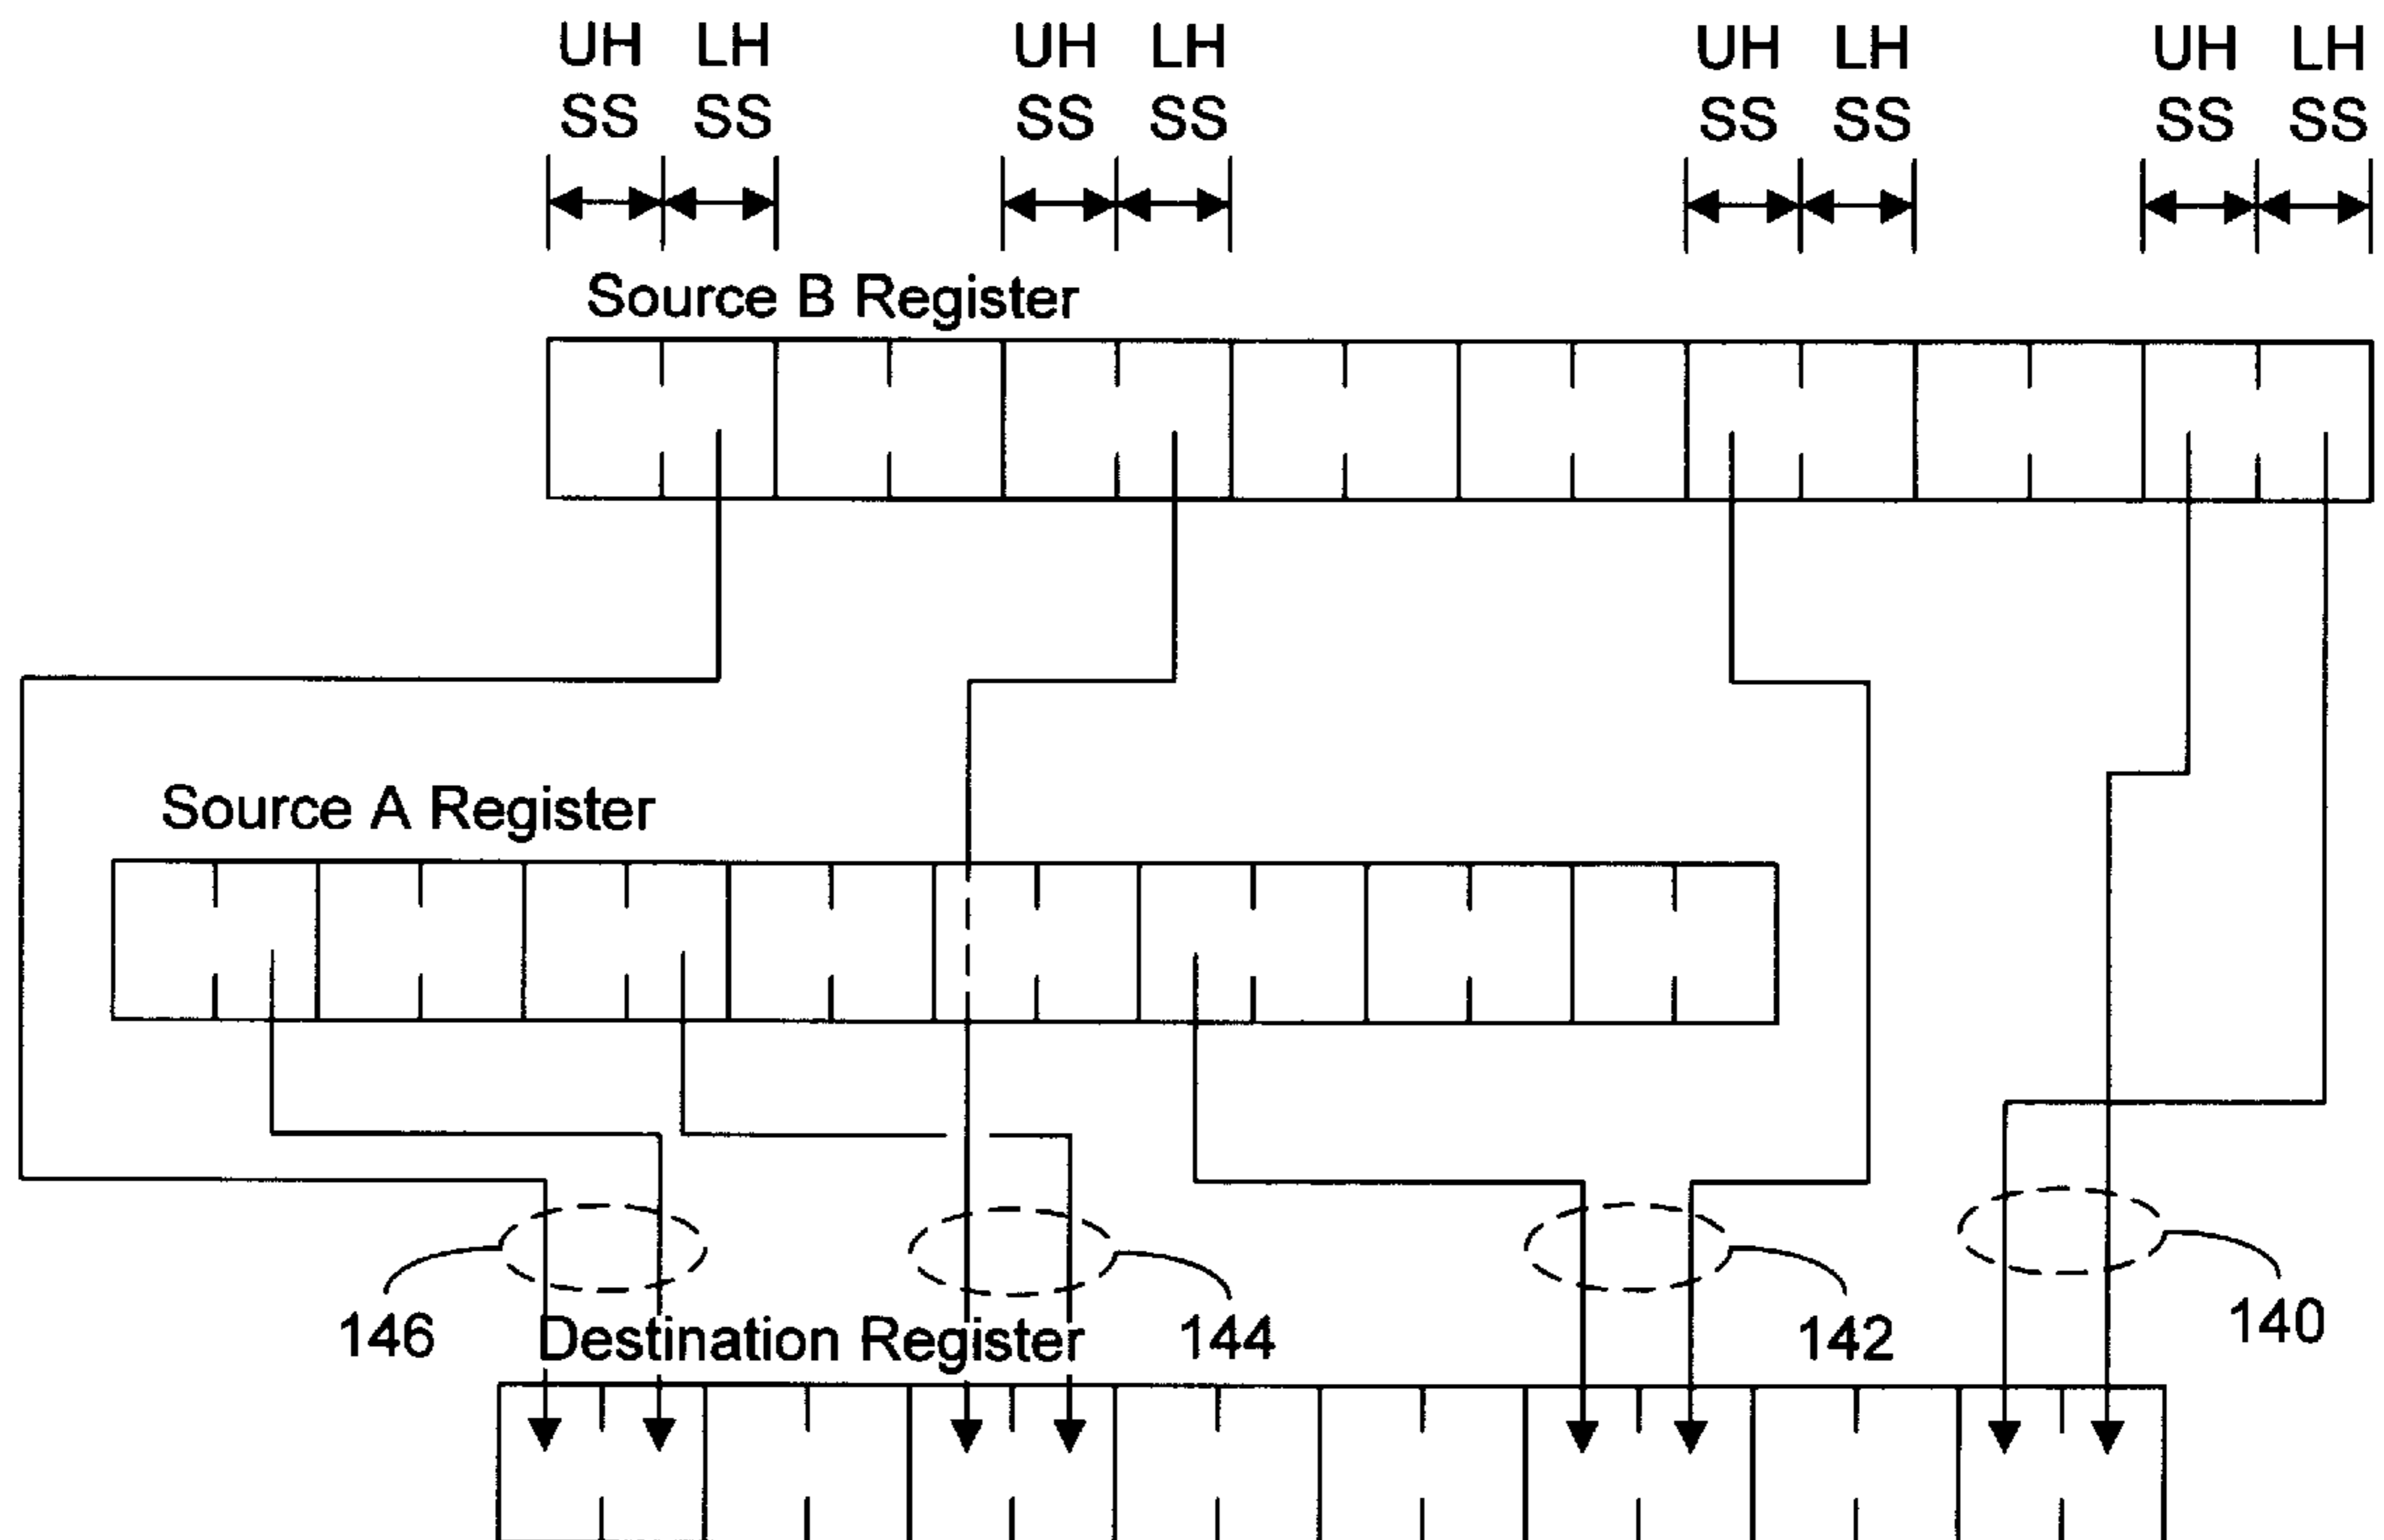 UH LH UH LH UH LH UH LH
SS SS SS SS SS SS SS SS
Source B Register
Source A Register
146 Destination Register 144 142 140